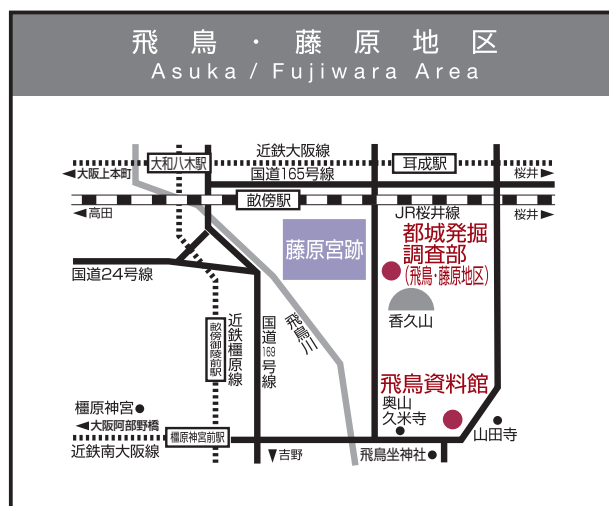 飛鳥・藤原地区
Asuka / Fujiwara Area
近鉄大阪線
大和八木駅
耳成駅
大阪上本町
国道165号線
桜井
畝傍駅
高田
JR桜井線
桜井
藤原宮跡
都城発掘
調査部
(飛鳥・藤原地区)
国道24号線
香久山
飛鳥川
国道169号線
近鉄橿原線
畝傍御陵前駅
飛鳥資料館
橿原神宮
奥山
久米寺
大阪阿部野橋
橿原神宮前駅
山田寺
近鉄南大阪線
吉野
飛鳥坐神社